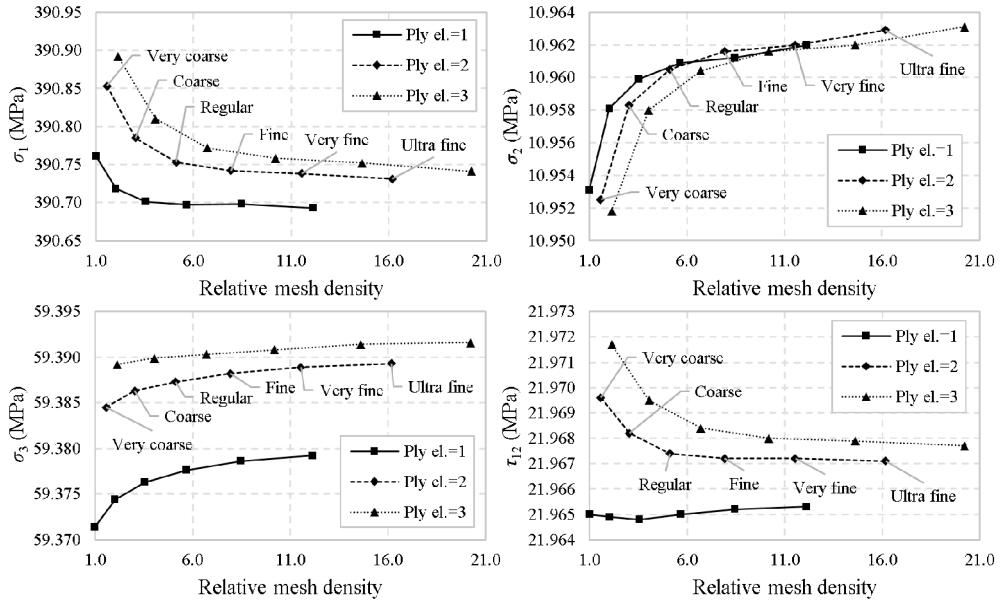 390.95
390.90
390.85
390.80
390.75
390.70
390.65
σ1 (MPa)
Very coarse
Coarse
Regular
Fine
Very fine
Ultra fine
Ply el.=1
Ply el.=2
Ply el.=3
1.0 6.0 11.0 16.0 21.0
Relative mesh density
10.964
10.962
10.960
10.958
10.956
10.954
10.952
10.950
σ2 (MPa)
Ultra fine
Very fine
Fine
Regular
Coarse
Very coarse
Ply el.=1
Ply el.=2
Ply el.=3
1.0 6.0 11.0 16.0 21.0
Relative mesh density
59.395
59.390
59.385
59.380
59.375
59.370
σ3 (MPa)
Very coarse
Coarse
Regular
Fine
Very fine
Ultra fine
Ply el.=1
Ply el.=2
Ply el.=3
1.0 6.0 11.0 16.0 21.0
Relative mesh density
21.973
21.972
21.971
21.970
21.969
21.968
21.967
21.966
21.965
21.964
τ12 (MPa)
Very coarse
Coarse
Regular
Fine
Very fine
Ultra fine
Ply el.=1
Ply el.=2
Ply el.=3
1.0 6.0 11.0 16.0 21.0
Relative mesh density